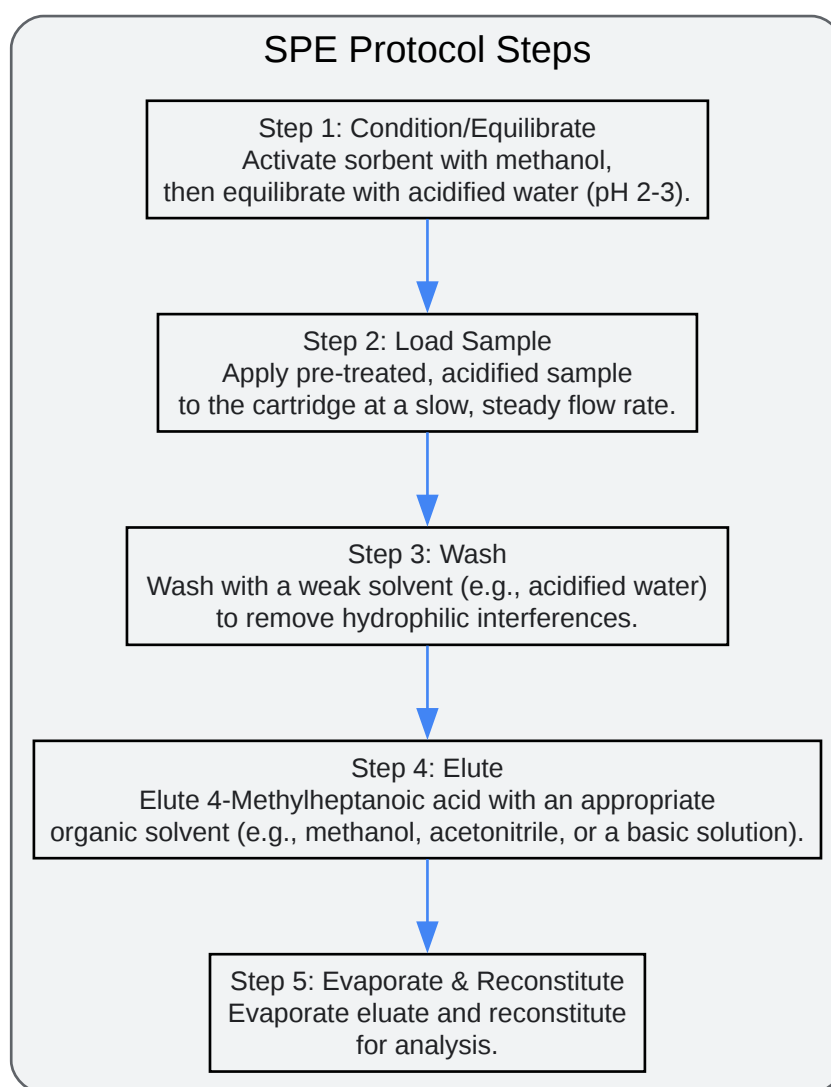 SPE Protocol Steps
Step 1: Condition/Equilibrate
Activate sorbent with methanol,
then equilibrate with acidified water (pH 2-3).
Step 2: Load Sample
Apply pre-treated, acidified sample
to the cartridge at a slow, steady flow rate.
Step 3: Wash
Wash with a weak solvent (e.g., acidified water)
to remove hydrophilic interferences.
Step 4: Elute
Elute 4-Methylheptanoic acid with an appropriate
organic solvent (e.g., methanol, acetonitrile, or a basic solution).
Step 5: Evaporate & Reconstitute
Evaporate eluate and reconstitute
for analysis.